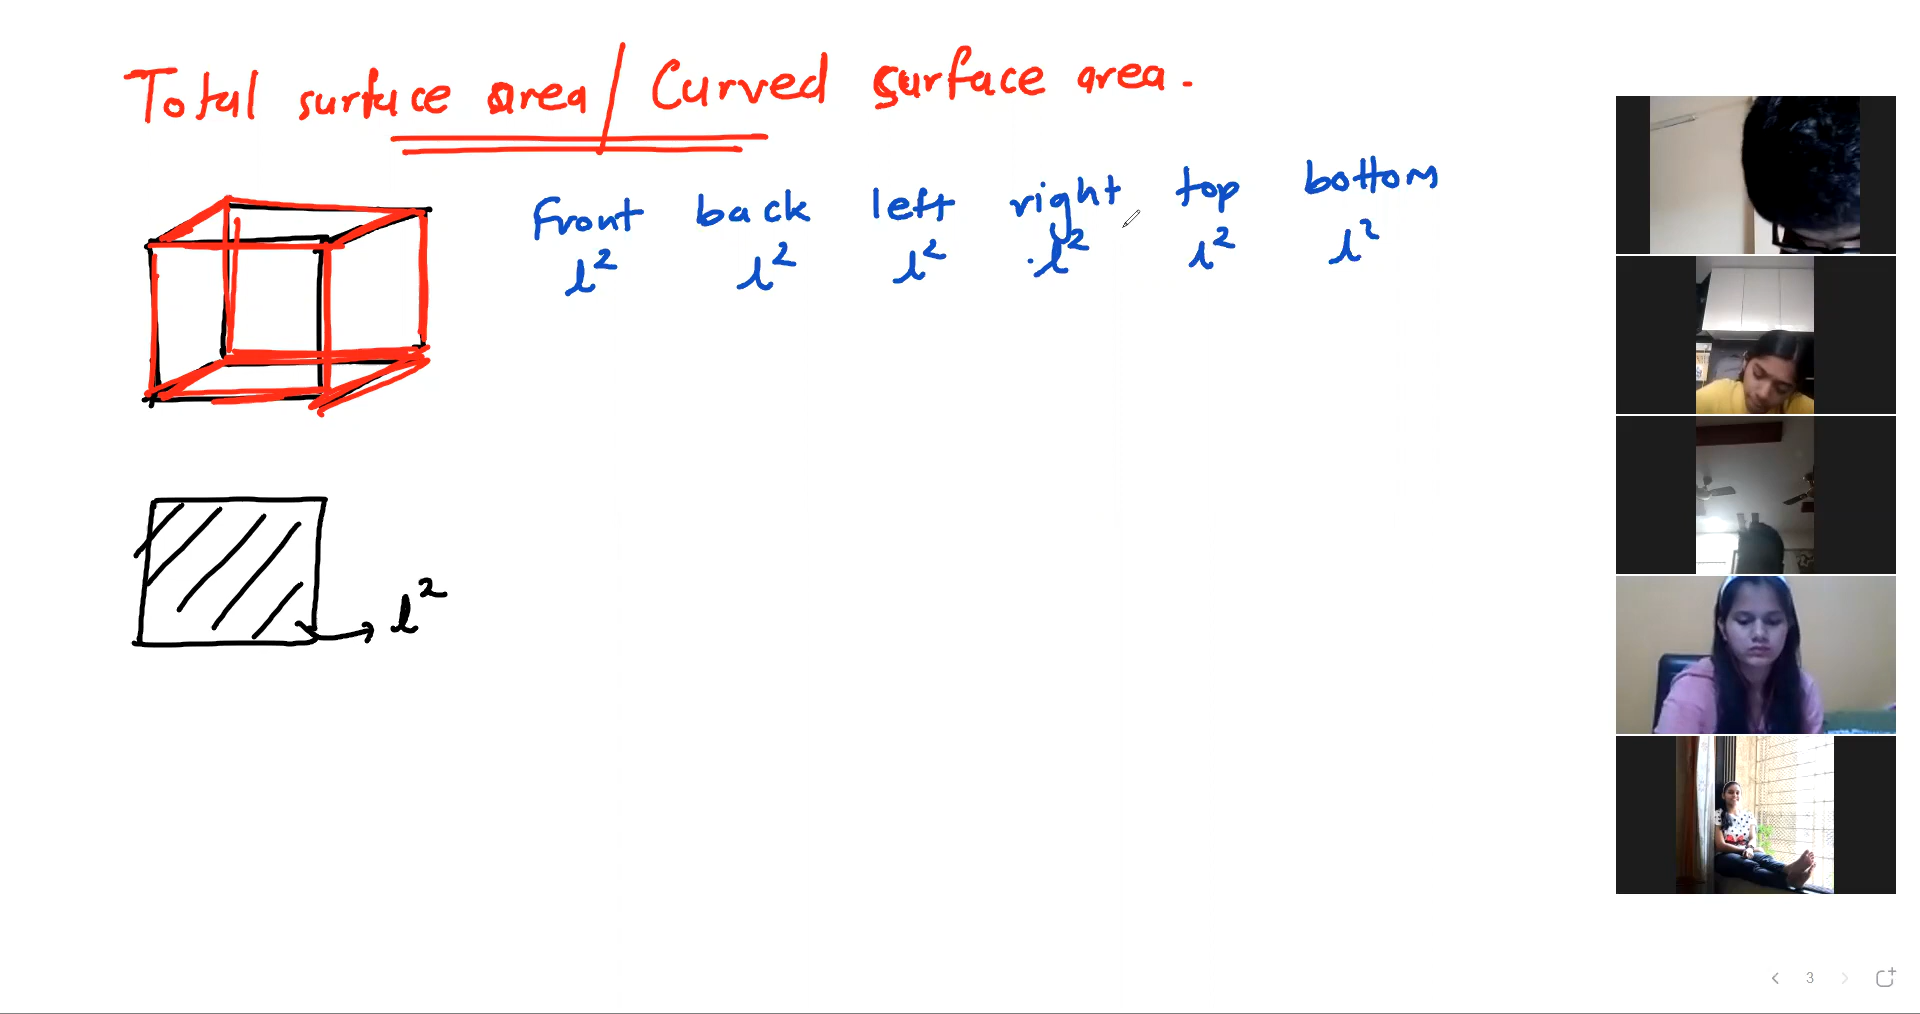 Total surface area / Curved surface area.
Front back left right top bottom
l² l² l² .l² l² l²
l²
3